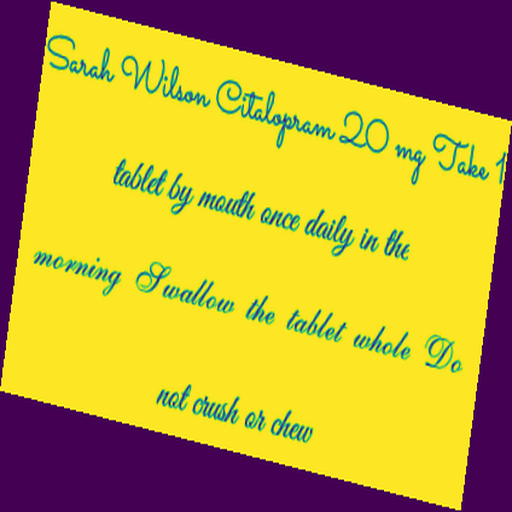 Sarah Wilson Citalopram 20 mg Take 1
tablet by mouth once daily in the
morning Swallow the tablet whole Do
not crush or chew